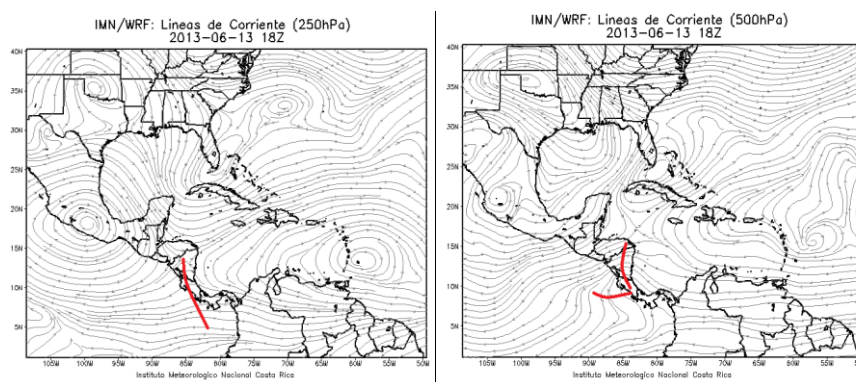 IMN/WRF: Lineas de Corriente (250hPa)
2013-06-13 18Z
40N
35N
30N
25N
20N
15N
10N
5N
105W 100W 95W 90W 85W 80W 75W 70W 65W 60W 55W 50W
Instituto Meteorologico Nacional Costa Rica
IMN/WRF: Lineas de Corriente (500hPa)
2013-06-13 18Z
40N
35N
30N
25N
20N
15N
10N
5N
105W 100W 95W 90W 85W 80W 75W 70W 65W 60W 55W 50W
Instituto Meteorologico Nacional Costa Rica